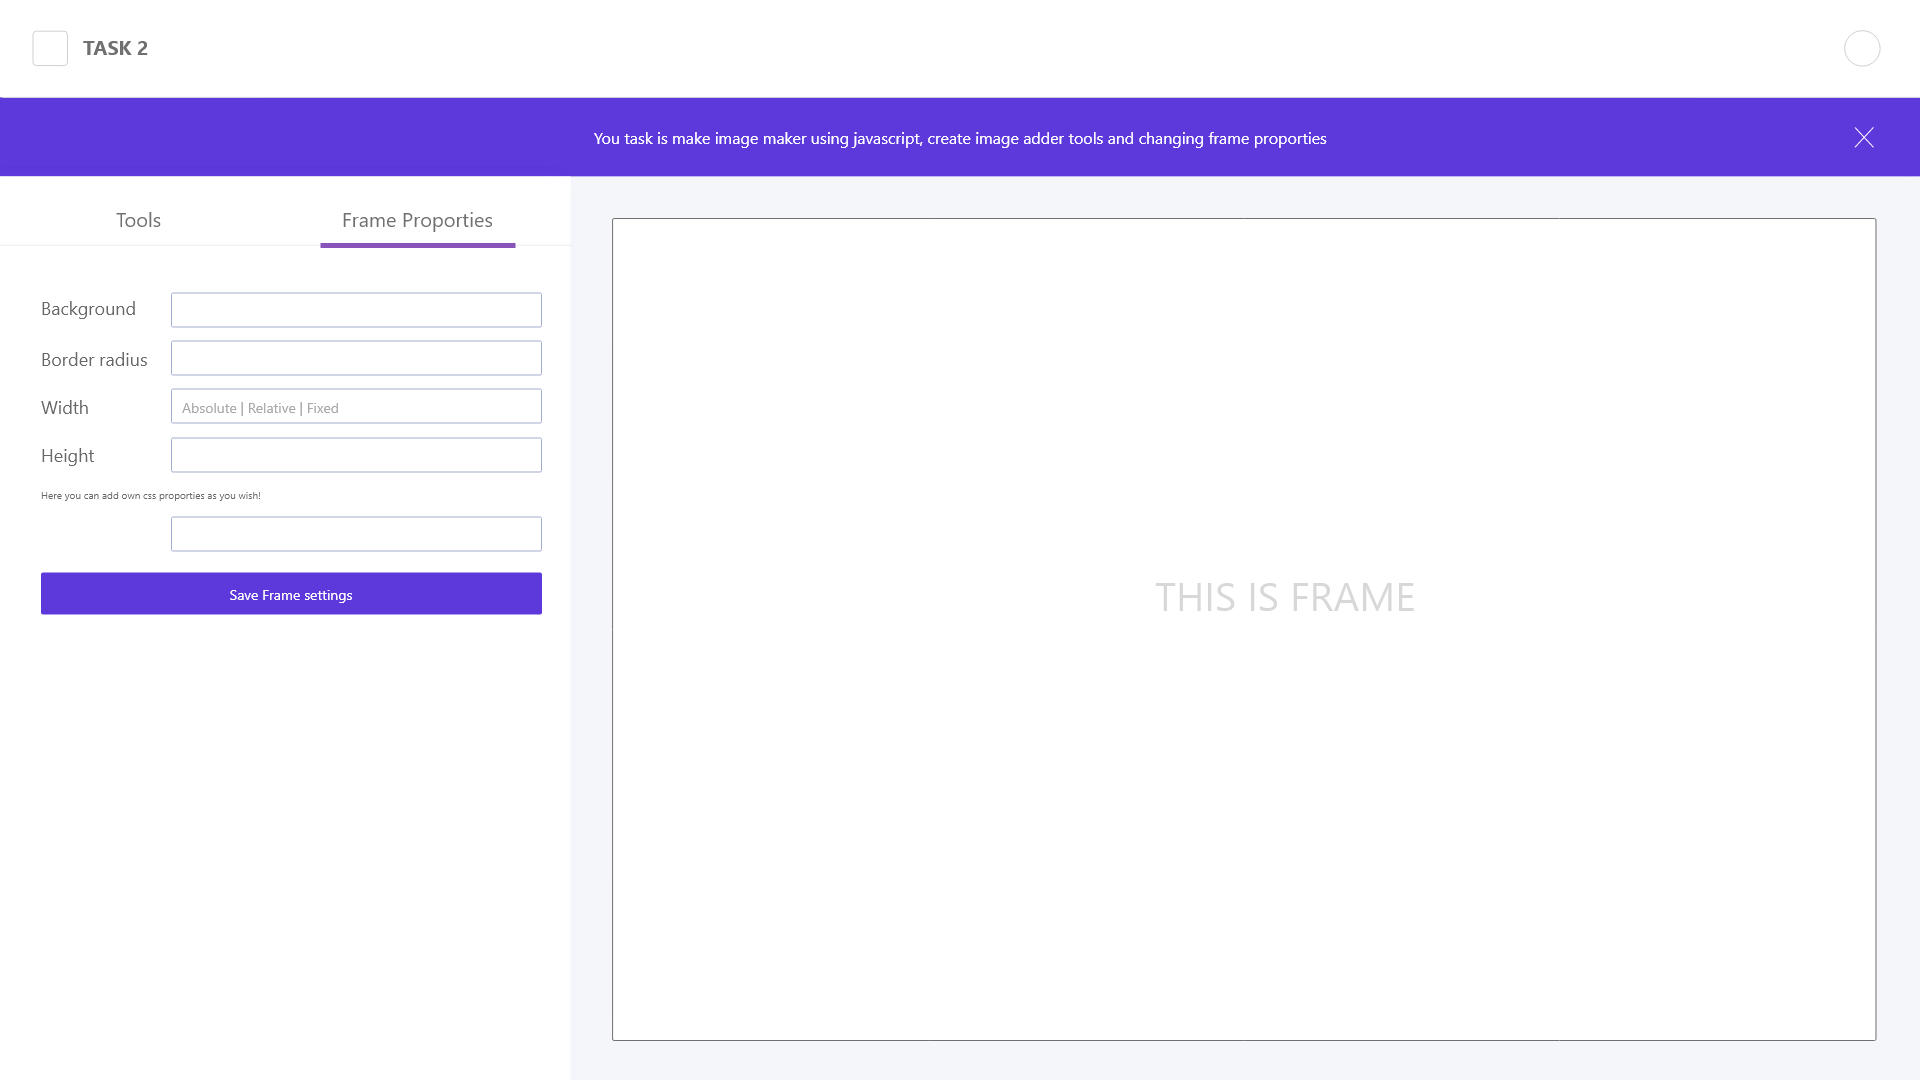 TASK 2
You task is make image maker using javascript, create image adder tools and changing frame proporties
Tools
Frame Proporties
Background
Border radius
Width
Absolute | Relative | Fixed
Height
Here you can add own css proporties as you wish!
Save Frame settings
THIS IS FRAME